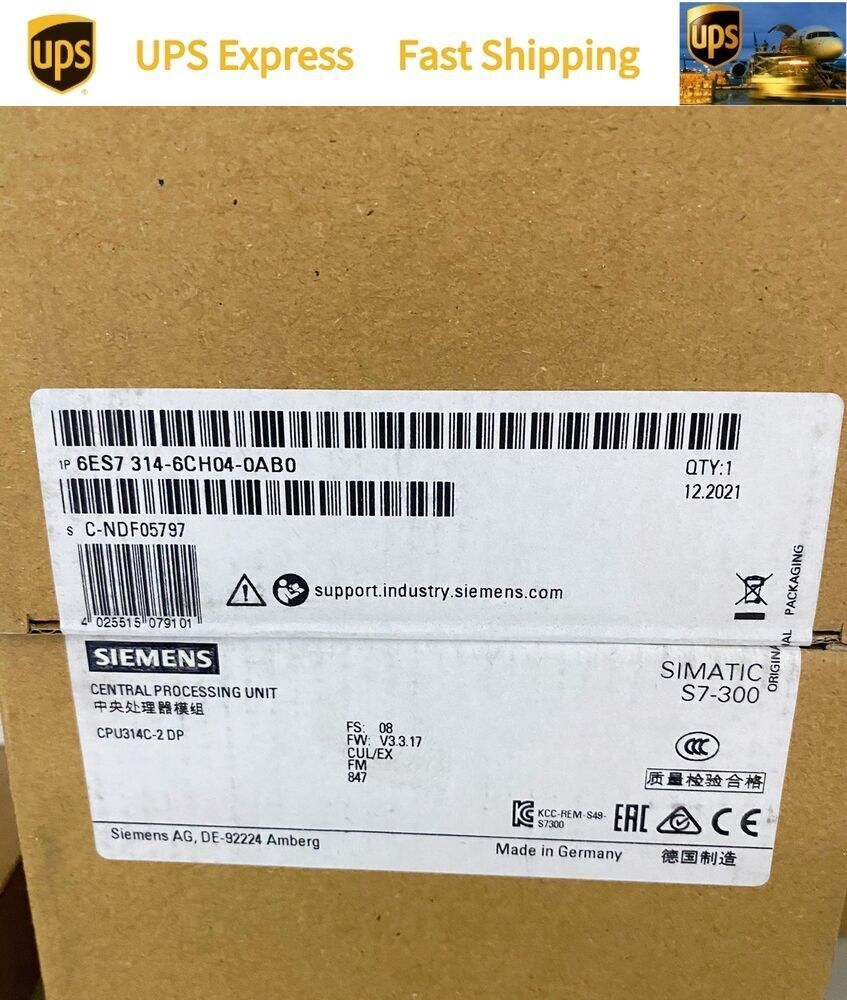 ups
UPS Express
Fast Shipping
ups
1P 6ES7 314-6CH04-0AB0
QTY:1
12.2021
S C-NDF05797
4 025515 079101
support.industry.siemens.com
ORIGINAL PACKAGING
SIEMENS
SIMATIC
S7-300
CENTRAL PROCESSING UNIT
中央处理器模组
CPU314C-2 DP
FS: 08
FW: V3.3.17
CUL/EX
FM
847
CCC
质量检验合格
KCC-REM-S49-
S7300
EAC
CE
Siemens AG, DE-92224 Amberg
Made in Germany
德国制造